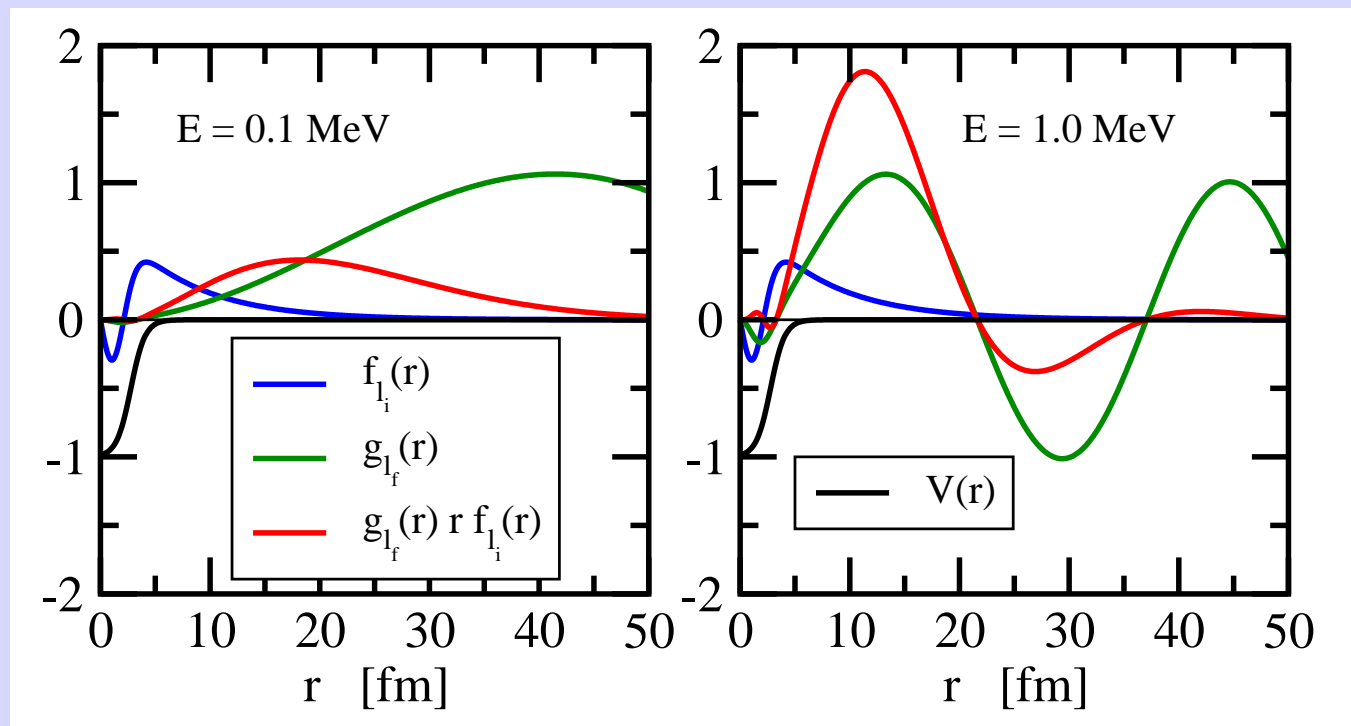 2
1
0
-1
-2
E = 0.1 MeV
f_{l_i}(r)
g_{l_f}(r)
g_{l_f}(r) r f_{l_i}(r)
0 10 20 30 40 50
r [fm]
2
1
0
-1
-2
E = 1.0 MeV
V(r)
0 10 20 30 40 50
r [fm]